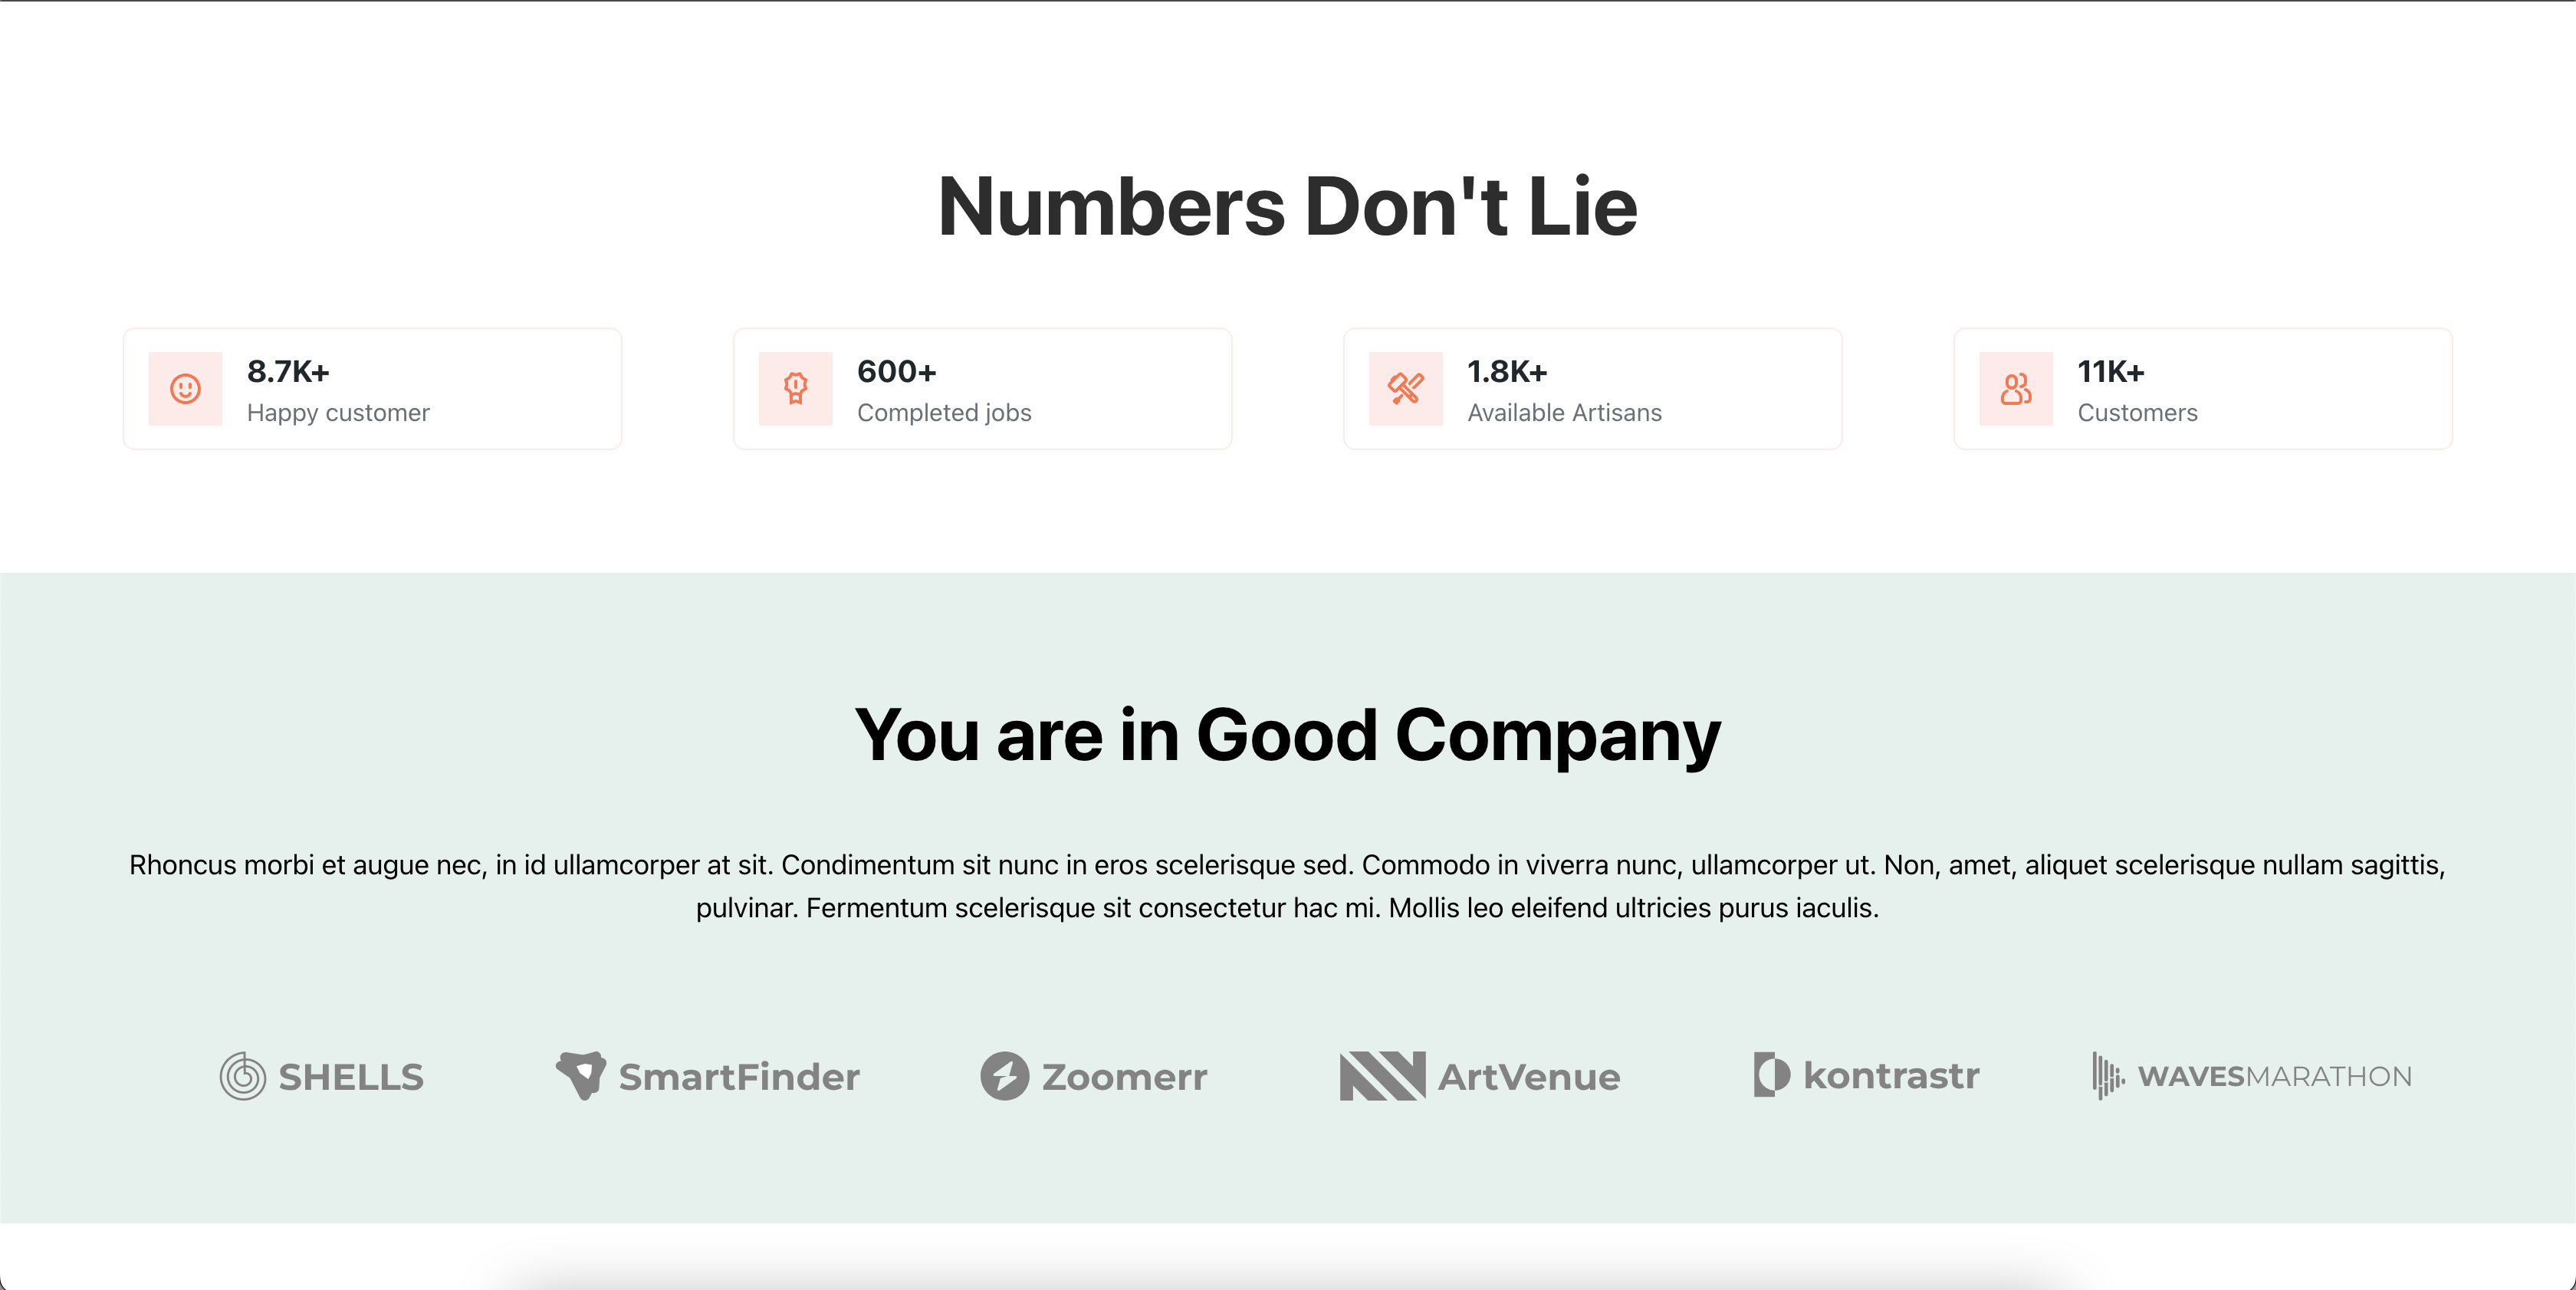 Numbers Don't Lie
8.7K+
Happy customer
600+
Completed jobs
1.8K+
Available Artisans
11K+
Customers
You are in Good Company
Rhoncus morbi et augue nec, in id ullamcorper at sit. Condimentum sit nunc in eros scelerisque sed. Commodo in viverra nunc, ullamcorper ut. Non, amet, aliquet scelerisque nullam sagittis,
pulvinar. Fermentum scelerisque sit consectetur hac mi. Mollis leo eleifend ultricies purus iaculis.
SHELLS
SmartFinder
Zoomerr
ArtVenue
kontrastr
WAVESMARATHON